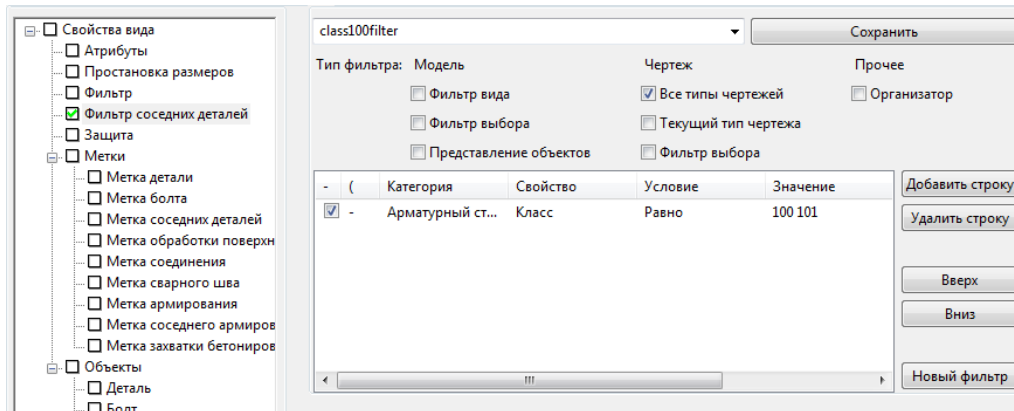 Свойства вида
Атрибуты
Простановка размеров
Фильтр
Фильтр соседних деталей
Защита
Метки
Метка детали
Метка болта
Метка соседних деталей
Метка обработки поверхн
Метка соединения
Метка сварного шва
Метка армирования
Метка соседнего армиров
Метка захватки бетониров
Объекты
Деталь
Болт
class100filter
Сохранить
Тип фильтра: Модель Чертеж Прочее
Фильтр вида Все типы чертежей Организатор
Фильтр выбора Текущий тип чертежа
Представление объектов Фильтр выбора
- ( Категория Свойство Условие Значение
- Арматурный ст... Класс Равно 100 101
Добавить строку
Удалить строку
Вверх
Вниз
Новый фильтр